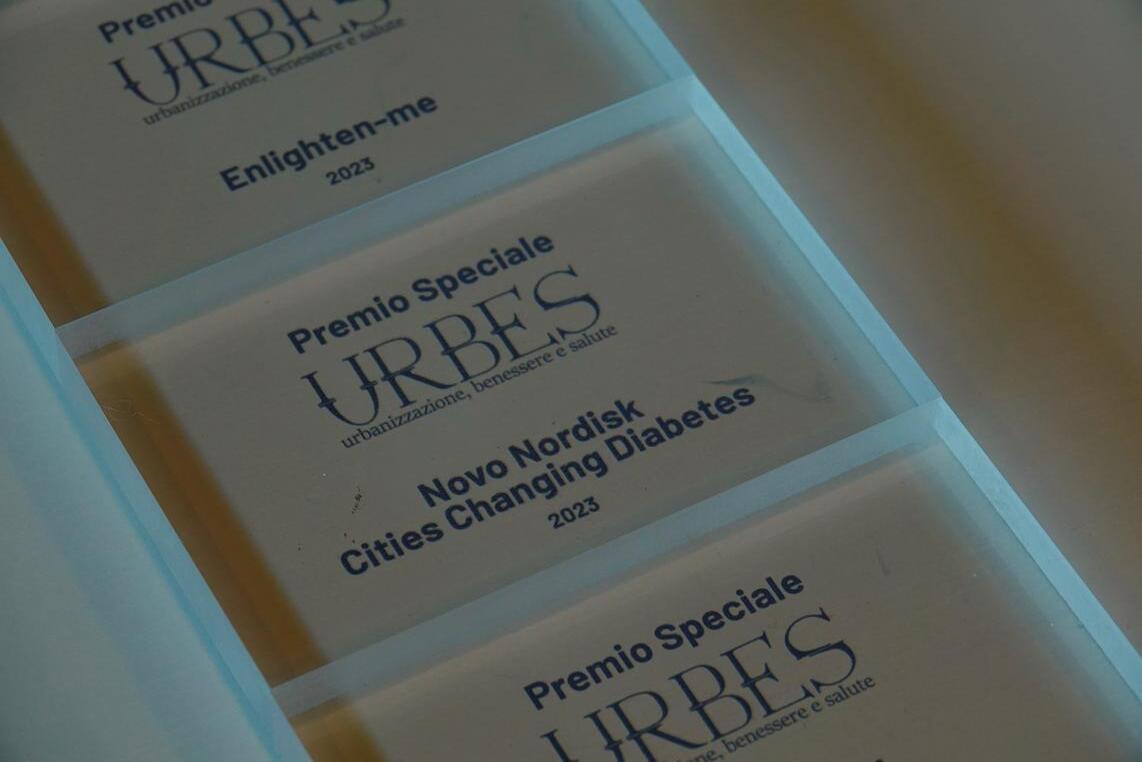 Premio
URBES
urbanizzazione, benessere e salute
Enlighten-me
2023
Premio Speciale
URBES
urbanizzazione, benessere e salute
Novo Nordisk
Cities Changing Diabetes
2023
Premio Speciale
URBES
benessere e salute